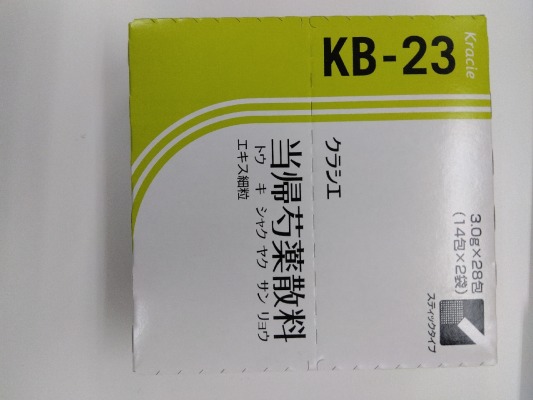 KB-23
Kracie
クラシエ
当帰芍薬散料
トウ キ シャク ヤク サン リョウ
エキス細粒
3.0g×28包
(14包×2袋)
スティックタイプ